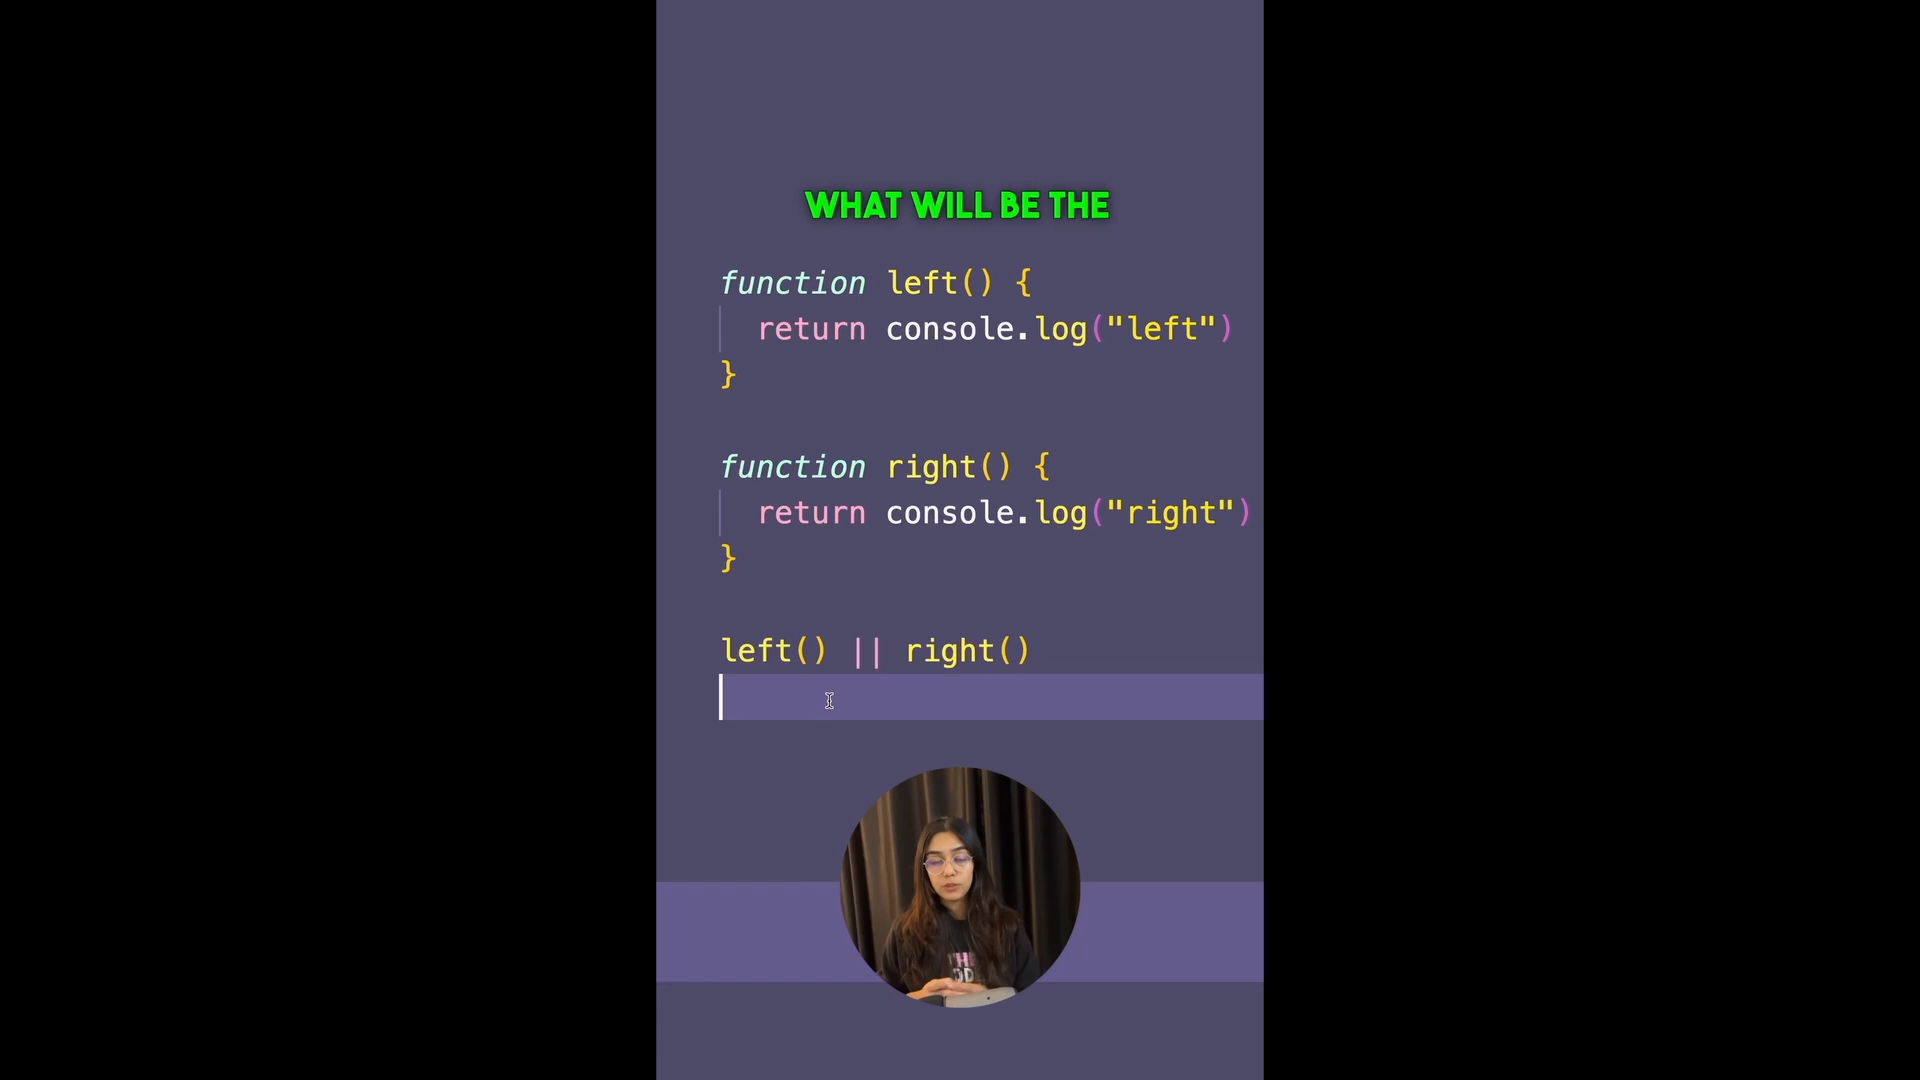 WHAT WILL BE THE
function left() {
return console.log("left")
}
function right() {
return console.log("right")
}
left() || right()